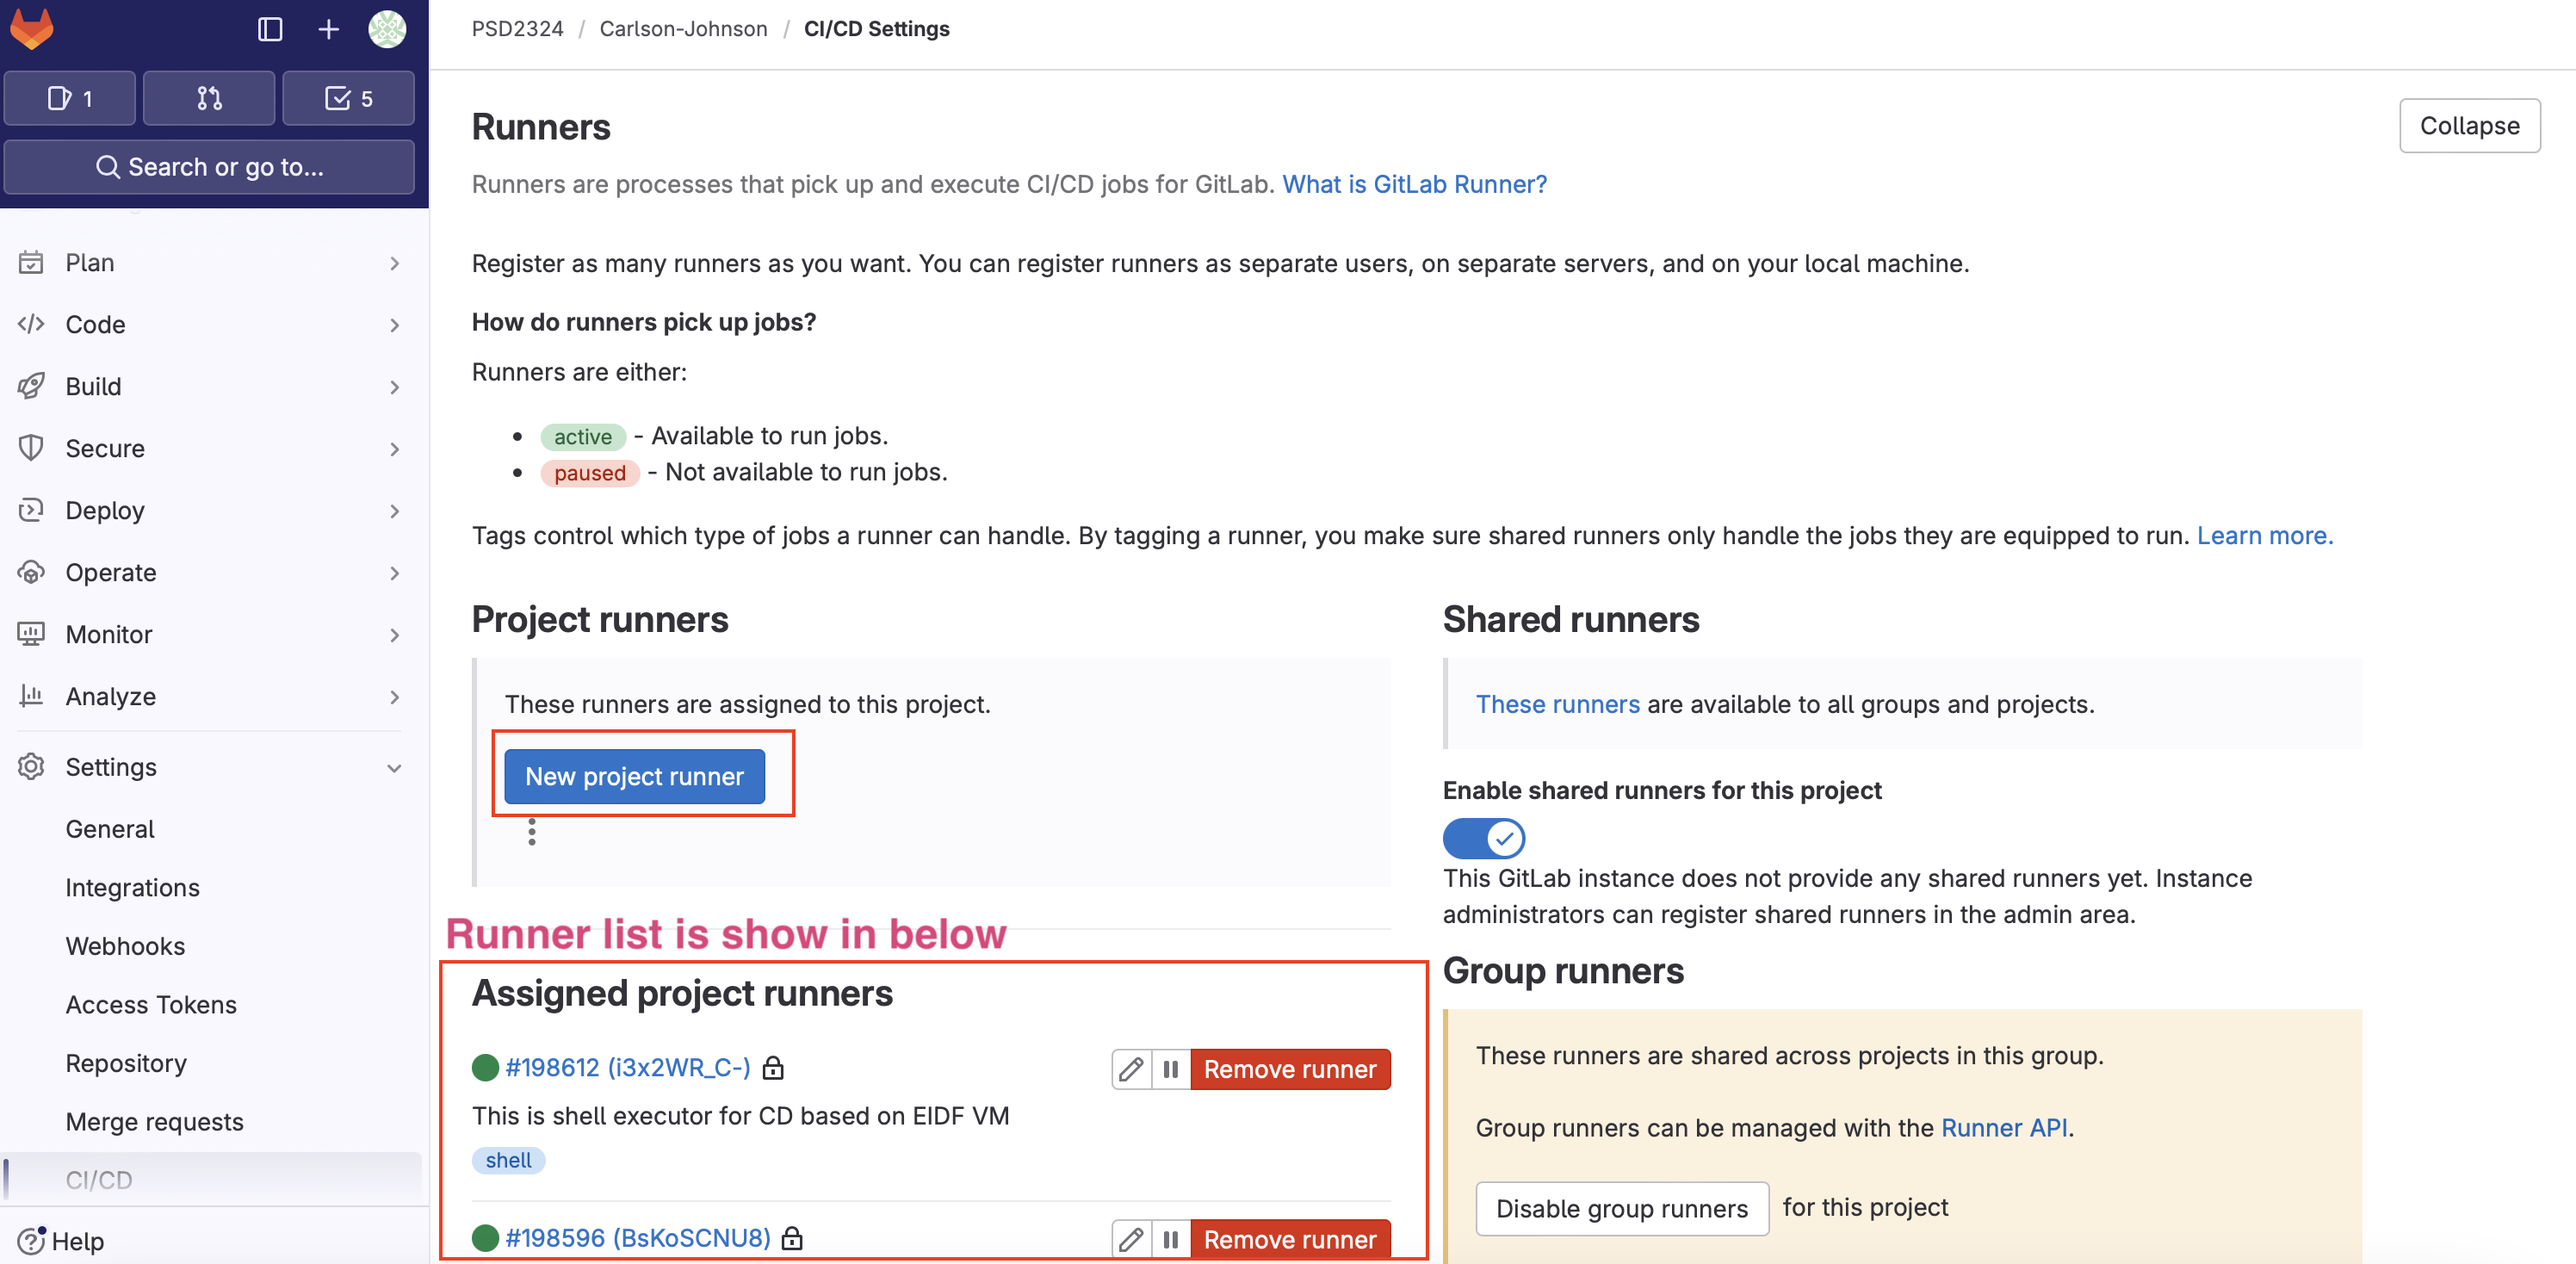 1
5
Search or go to...
Plan
Code
Build
Secure
Deploy
Operate
Monitor
Analyze
Settings
General
Integrations
Webhooks
Access Tokens
Repository
Merge requests
CI/CD
Help
PSD2324 / Carlson-Johnson / CI/CD Settings
Runners
Collapse
Runners are processes that pick up and execute CI/CD jobs for GitLab. What is GitLab Runner?
Register as many runners as you want. You can register runners as separate users, on separate servers, and on your local machine.
How do runners pick up jobs?
Runners are either:
• active - Available to run jobs.
• paused - Not available to run jobs.
Tags control which type of jobs a runner can handle. By tagging a runner, you make sure shared runners only handle the jobs they are equipped to run. Learn more.
Project runners
These runners are assigned to this project.
New project runner
Runner list is show in below
Assigned project runners
#198612 (i3x2WR_C-)
Remove runner
This is shell executor for CD based on EIDF VM
shell
#198596 (BsKoSCNU8)
Remove runner
Shared runners
These runners are available to all groups and projects.
Enable shared runners for this project
This GitLab instance does not provide any shared runners yet. Instance
administrators can register shared runners in the admin area.
Group runners
These runners are shared across projects in this group.
Group runners can be managed with the Runner API.
Disable group runners for this project